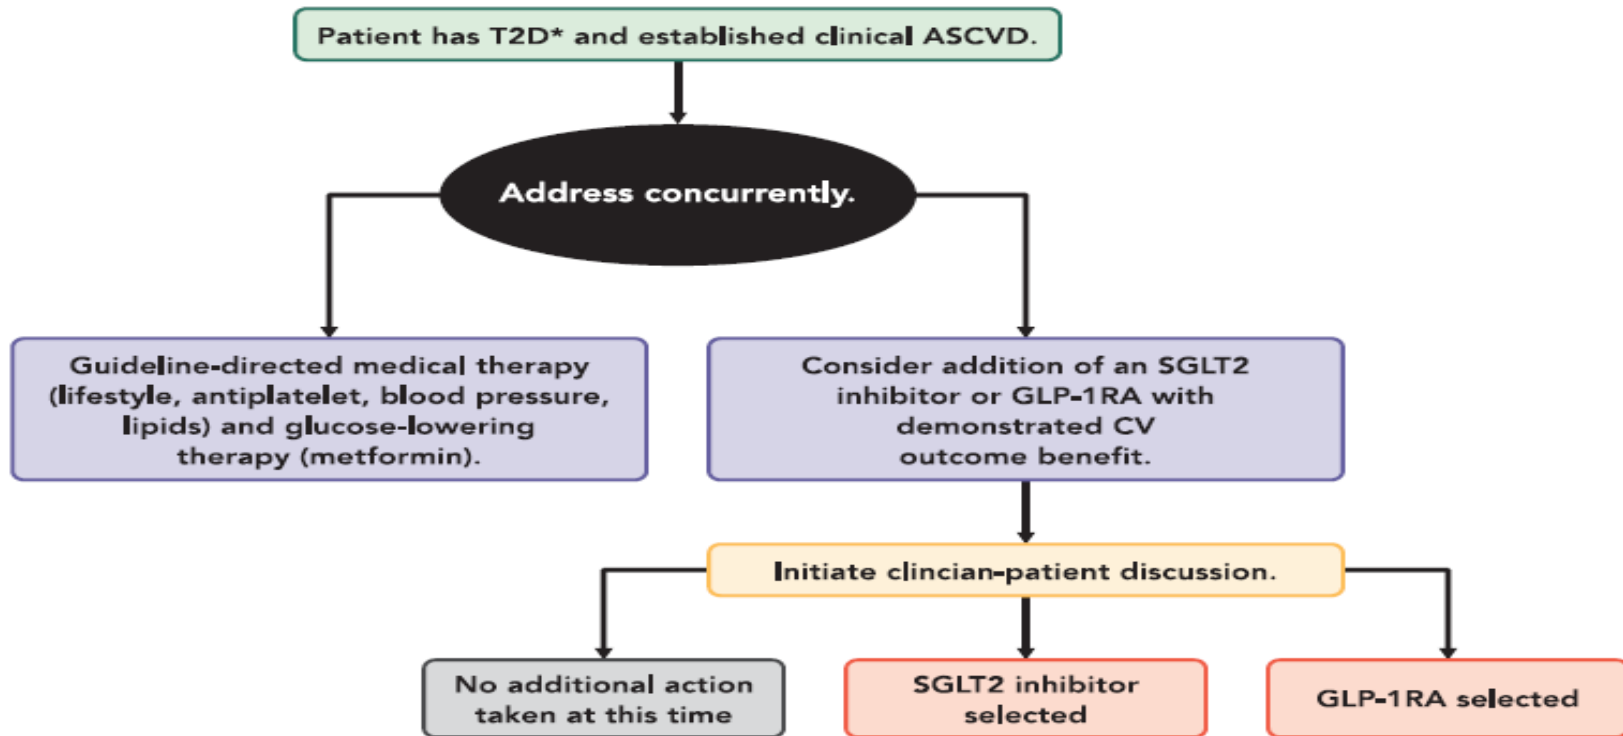 Patient has T2D* and established clinical ASCVD.
Address concurrently.
Guideline-directed medical therapy
(lifestyle, antiplatelet, blood pressure,
lipids) and glucose-lowering
therapy (metformin).
Consider addition of an SGLT2
inhibitor or GLP-1RA with
demonstrated CV
outcome benefit.
Initiate clincian-patient discussion.
No additional action
taken at this time
SGLT2 inhibitor
selected
GLP-1RA selected